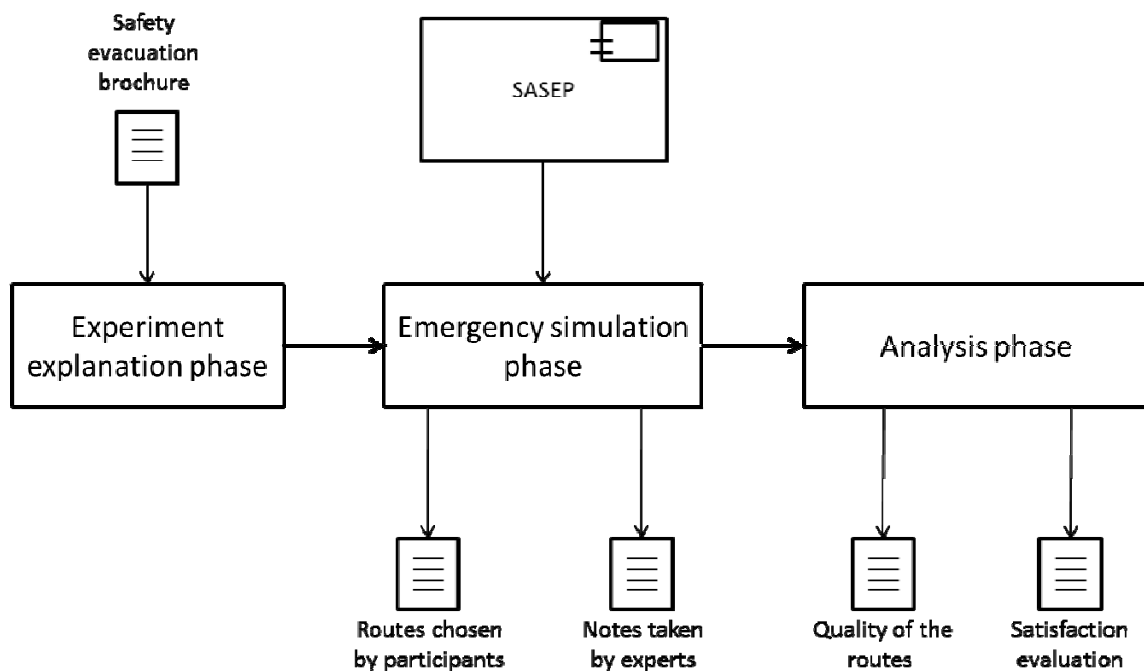 Safety
evacuation
brochure
SASEP
Experiment
explanation phase
Emergency simulation
phase
Analysis phase
Routes chosen
by participants
Notes taken
by experts
Quality of the
routes
Satisfaction
evaluation